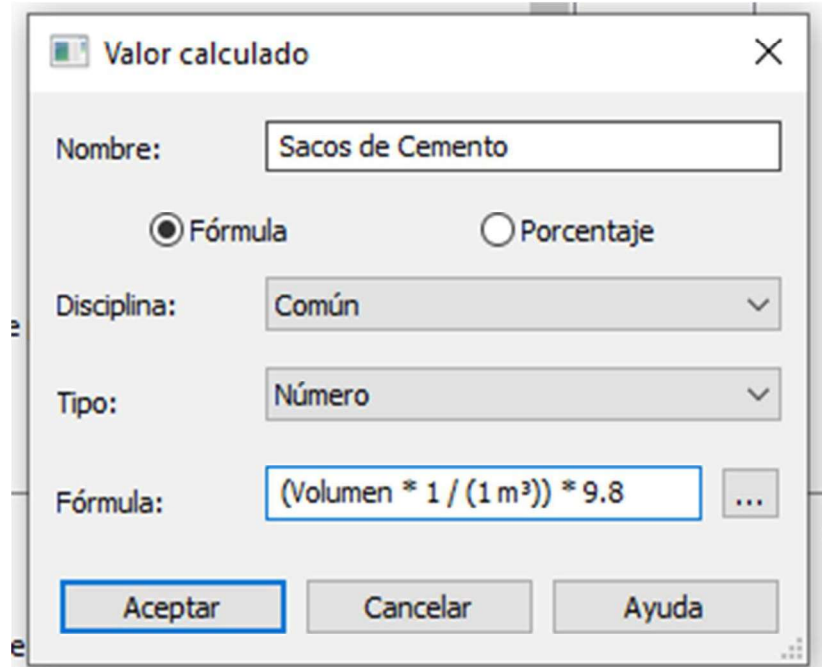 Valor calculado
Nombre: Sacos de Cemento
Fórmula Porcentaje
Disciplina: Común
e
Tipo: Número
Fórmula: (Volumen * 1 / (1 m³)) * 9.8 ...
Aceptar Cancelar Ayuda
e